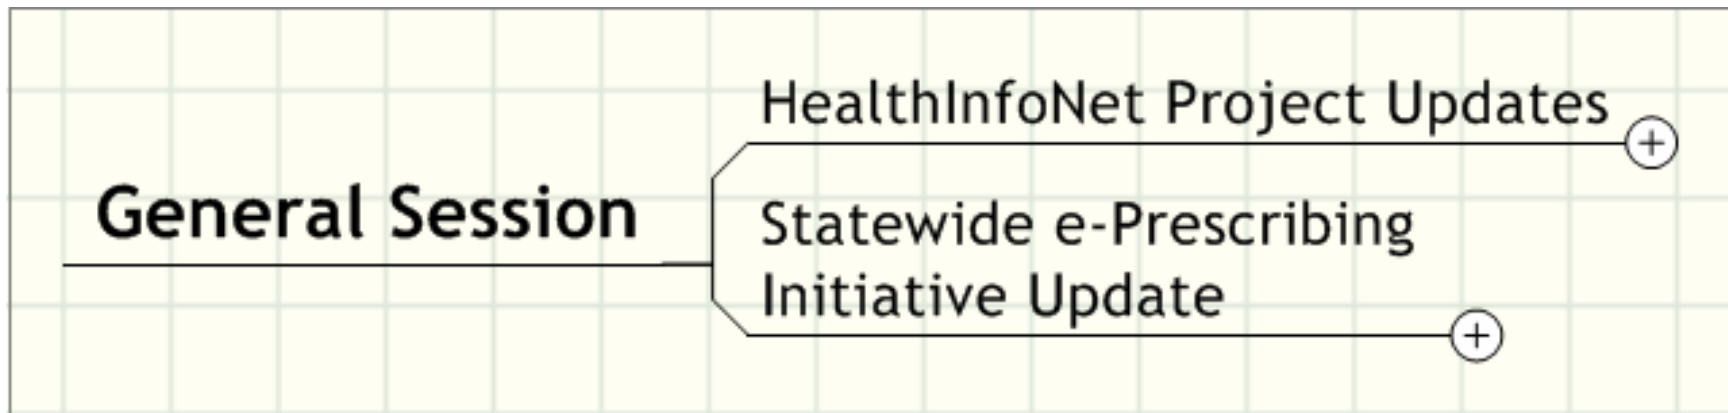 General Session
HealthInfoNet Project Updates
Statewide e-Prescribing
Initiative Update